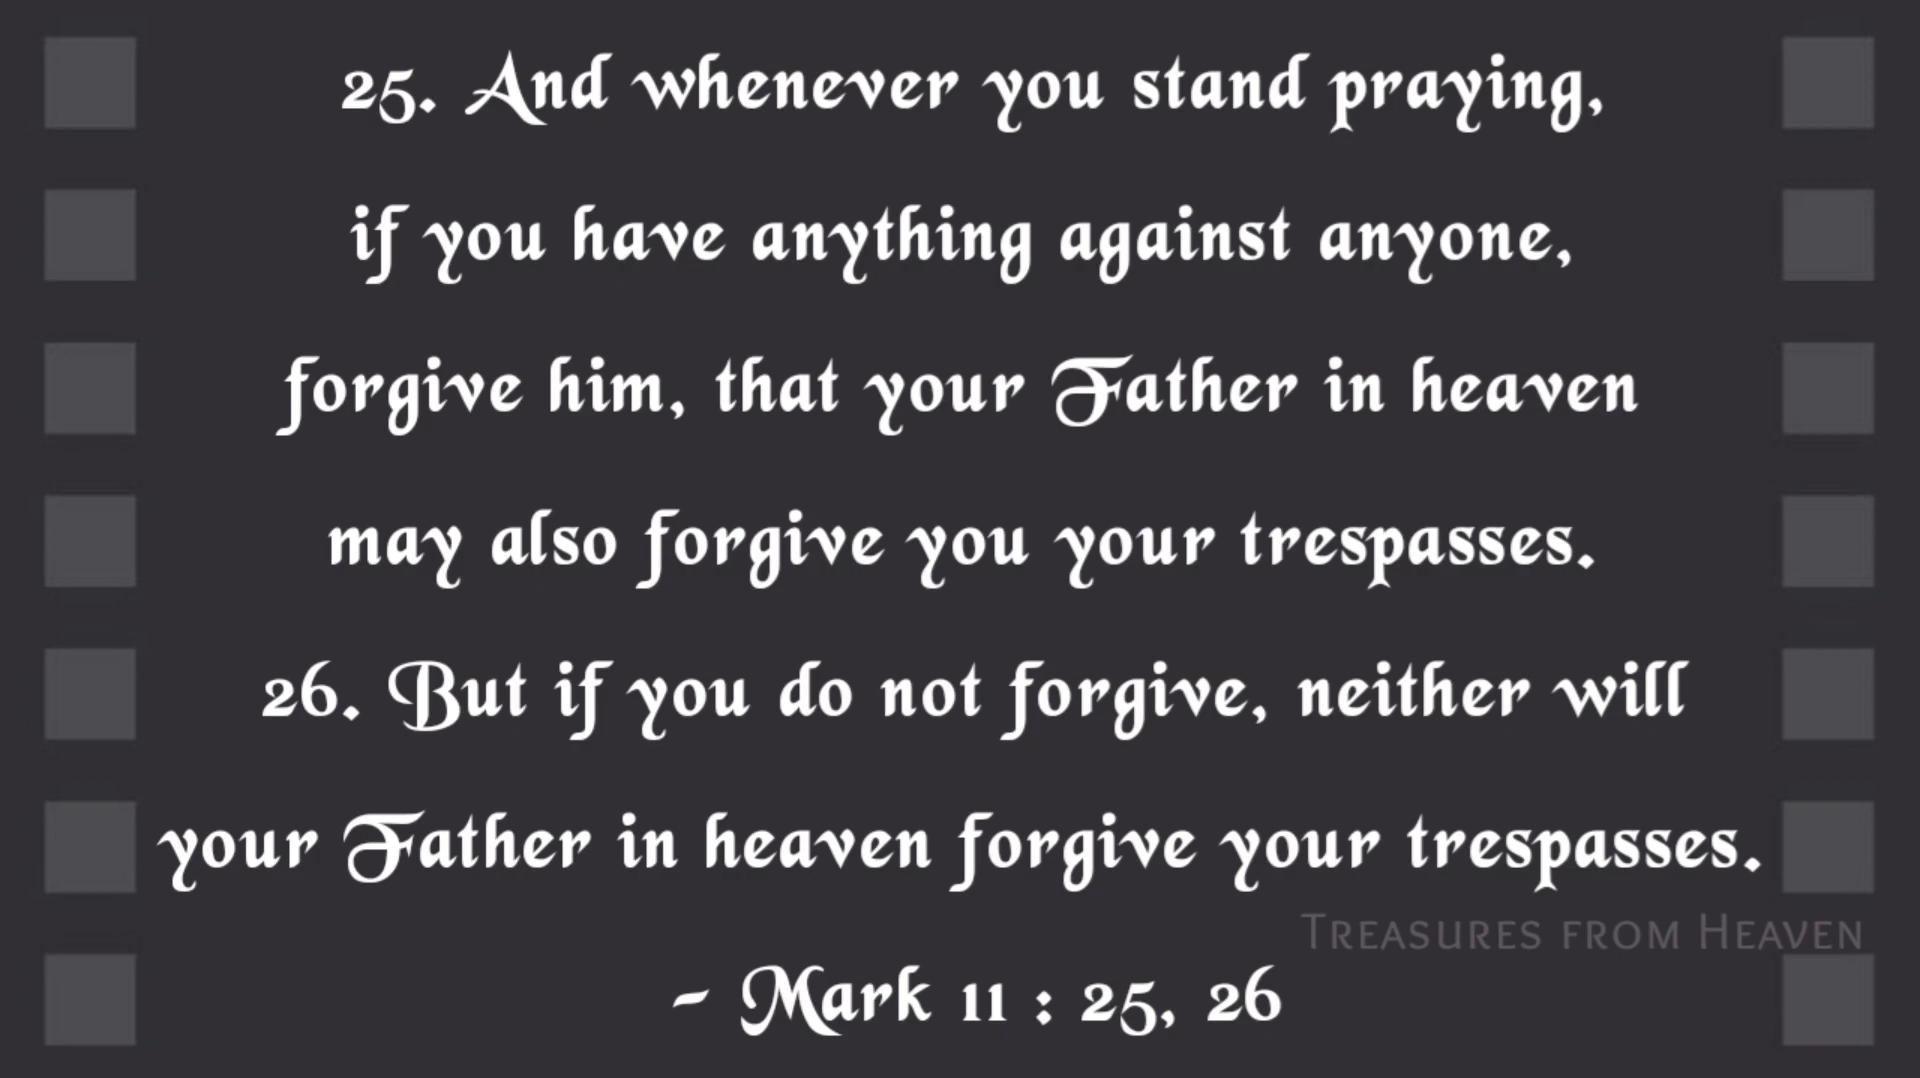 25. And whenever you stand praying,
if you have anything against anyone,
forgive him, that your Father in heaven
may also forgive you your trespasses.
26. But if you do not forgive, neither will
your Father in heaven forgive your trespasses.
Treasures from Heaven
- Mark 11 : 25, 26